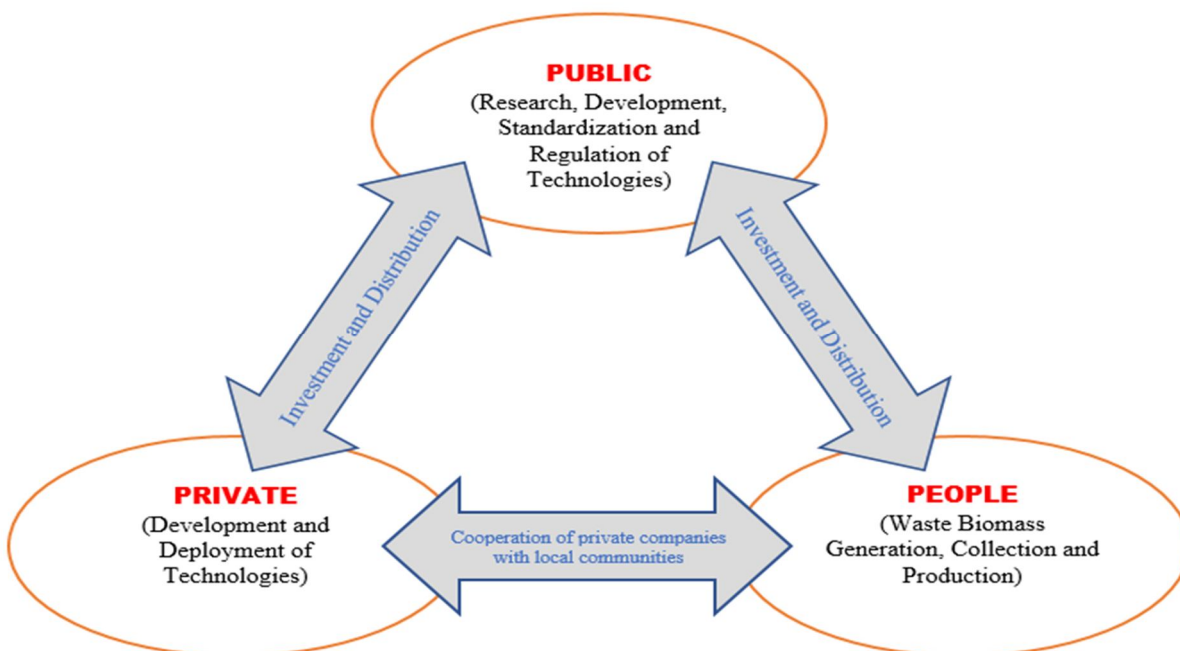 PUBLIC
(Research, Development,
Standardization and
Regulation of
Technologies)
Investment and Distribution
Investment and Distribution
PRIVATE
(Development and
Deployment of
Technologies)
Cooperation of private companies
with local communities
PEOPLE
(Waste Biomass
Generation, Collection and
Production)